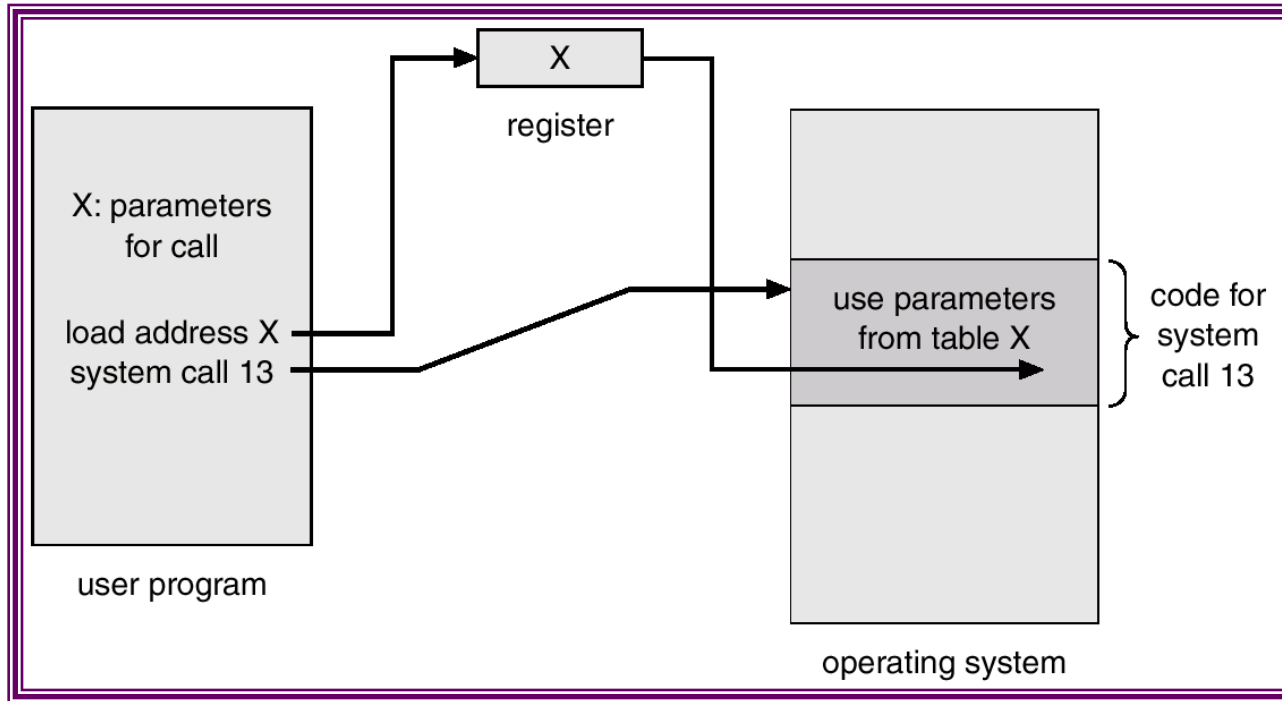 X
register
X: parameters
for call
load address X
system call 13
user program
use parameters
from table X
code for
system
call 13
operating system